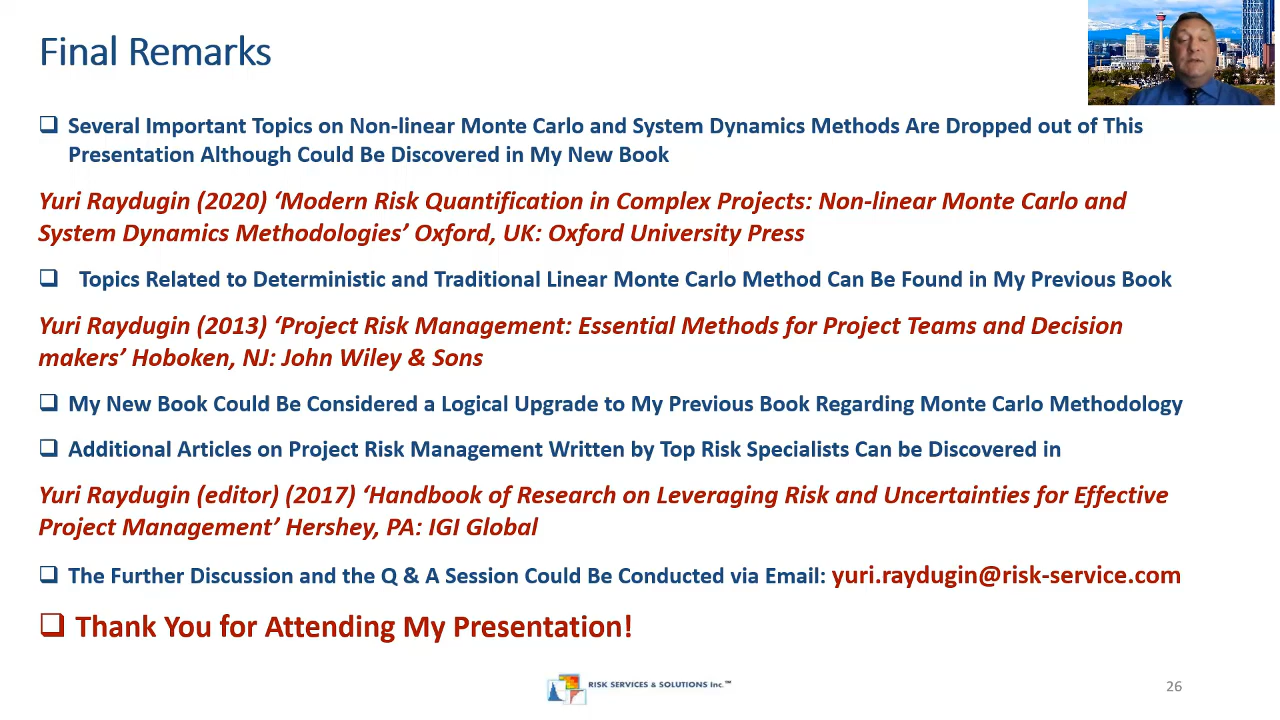 Final Remarks
Several Important Topics on Non-linear Monte Carlo and System Dynamics Methods Are Dropped out of This
Presentation Although Could Be Discovered in My New Book
Yuri Raydugin (2020) ‘Modern Risk Quantification in Complex Projects: Non-linear Monte Carlo and
System Dynamics Methodologies’ Oxford, UK: Oxford University Press
Topics Related to Deterministic and Traditional Linear Monte Carlo Method Can Be Found in My Previous Book
Yuri Raydugin (2013) ‘Project Risk Management: Essential Methods for Project Teams and Decision
makers’ Hoboken, NJ: John Wiley & Sons
My New Book Could Be Considered a Logical Upgrade to My Previous Book Regarding Monte Carlo Methodology
Additional Articles on Project Risk Management Written by Top Risk Specialists Can be Discovered in
Yuri Raydugin (editor) (2017) ‘Handbook of Research on Leveraging Risk and Uncertainties for Effective
Project Management’ Hershey, PA: IGI Global
The Further Discussion and the Q & A Session Could Be Conducted via Email: yuri.raydugin@risk-service.com
Thank You for Attending My Presentation!
RISK SERVICES & SOLUTIONS Inc.™
26